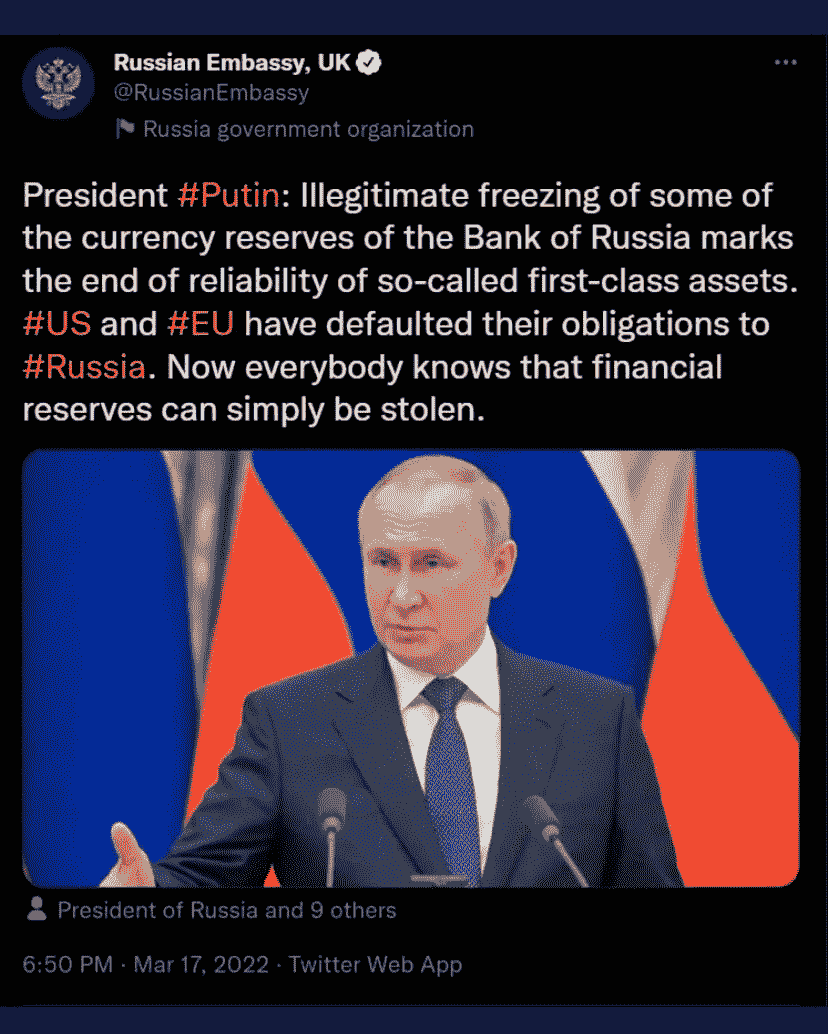 Russian Embassy, UK
@RussianEmbassy
Russia government organization
President #Putin: Illegitimate freezing of some of
the currency reserves of the Bank of Russia marks
the end of reliability of so-called first-class assets.
#US and #EU have defaulted their obligations to
#Russia. Now everybody knows that financial
reserves can simply be stolen.
President of Russia and 9 others
6:50 PM · Mar 17, 2022 · Twitter Web App